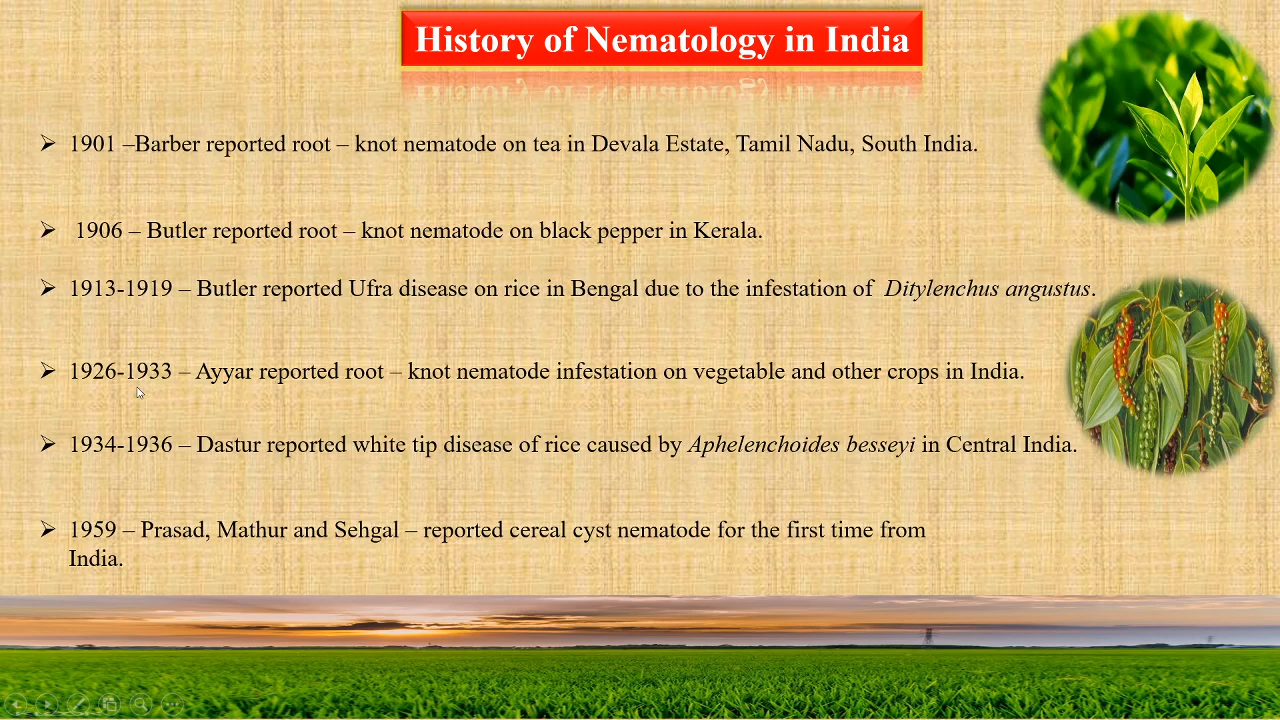 History of Nematology in India
➢ 1901 –Barber reported root – knot nematode on tea in Devala Estate, Tamil Nadu, South India.
➢ 1906 – Butler reported root – knot nematode on black pepper in Kerala.
➢ 1913-1919 – Butler reported Ufra disease on rice in Bengal due to the infestation of Ditylenchus angustus.
➢ 1926-1933 – Ayyar reported root – knot nematode infestation on vegetable and other crops in India.
➢ 1934-1936 – Dastur reported white tip disease of rice caused by Aphelenchoides besseyi in Central India.
➢ 1959 – Prasad, Mathur and Sehgal – reported cereal cyst nematode for the first time from
India.